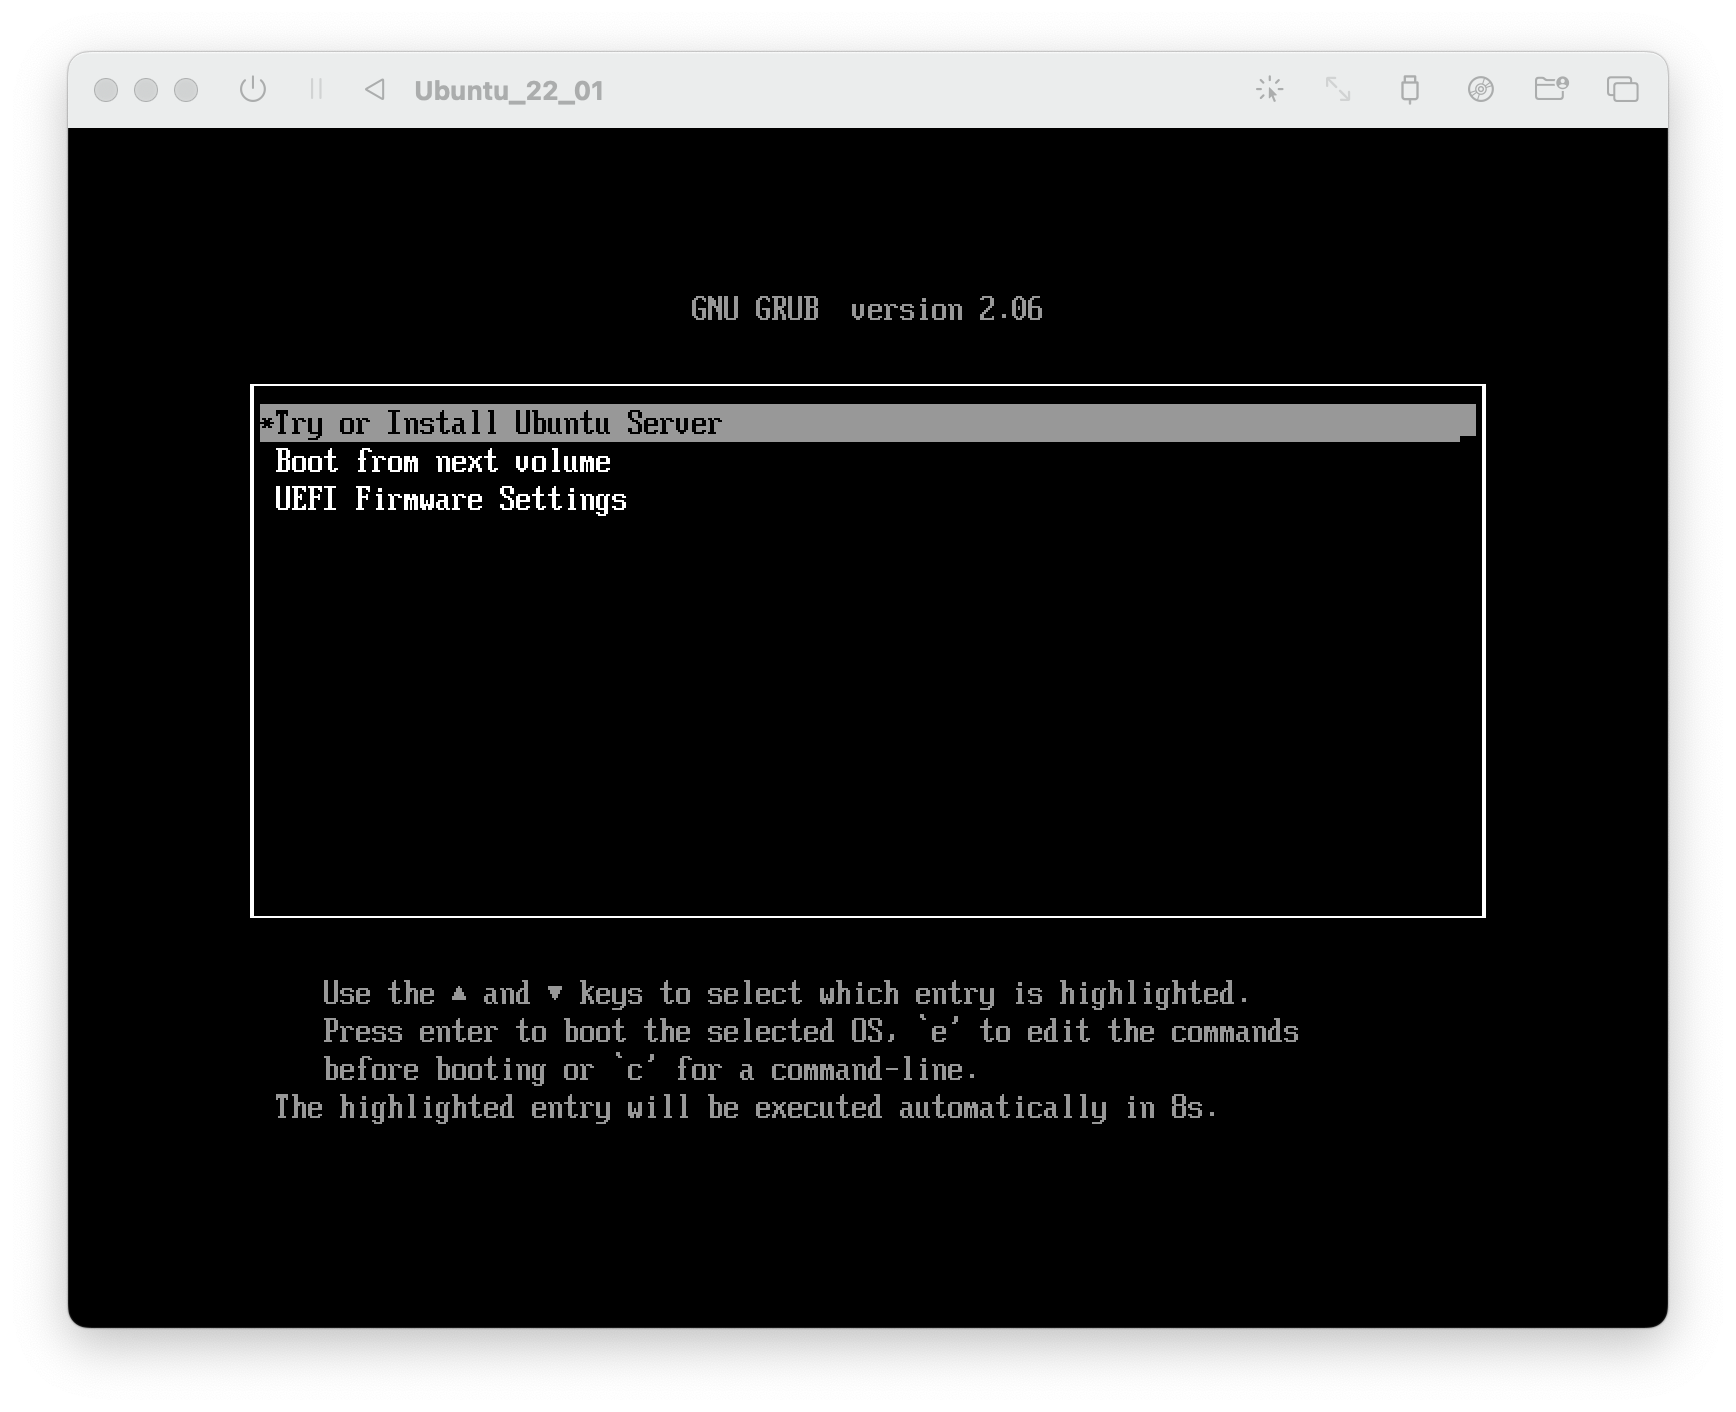 Ubuntu_22_01
GNU GRUB  version 2.06
*Try or Install Ubuntu Server
Boot from next volume
UEFI Firmware Settings
Use the ▲ and ▼ keys to select which entry is highlighted.
Press enter to boot the selected OS, `e' to edit the commands
before booting or `c' for a command-line.
The highlighted entry will be executed automatically in 8s.